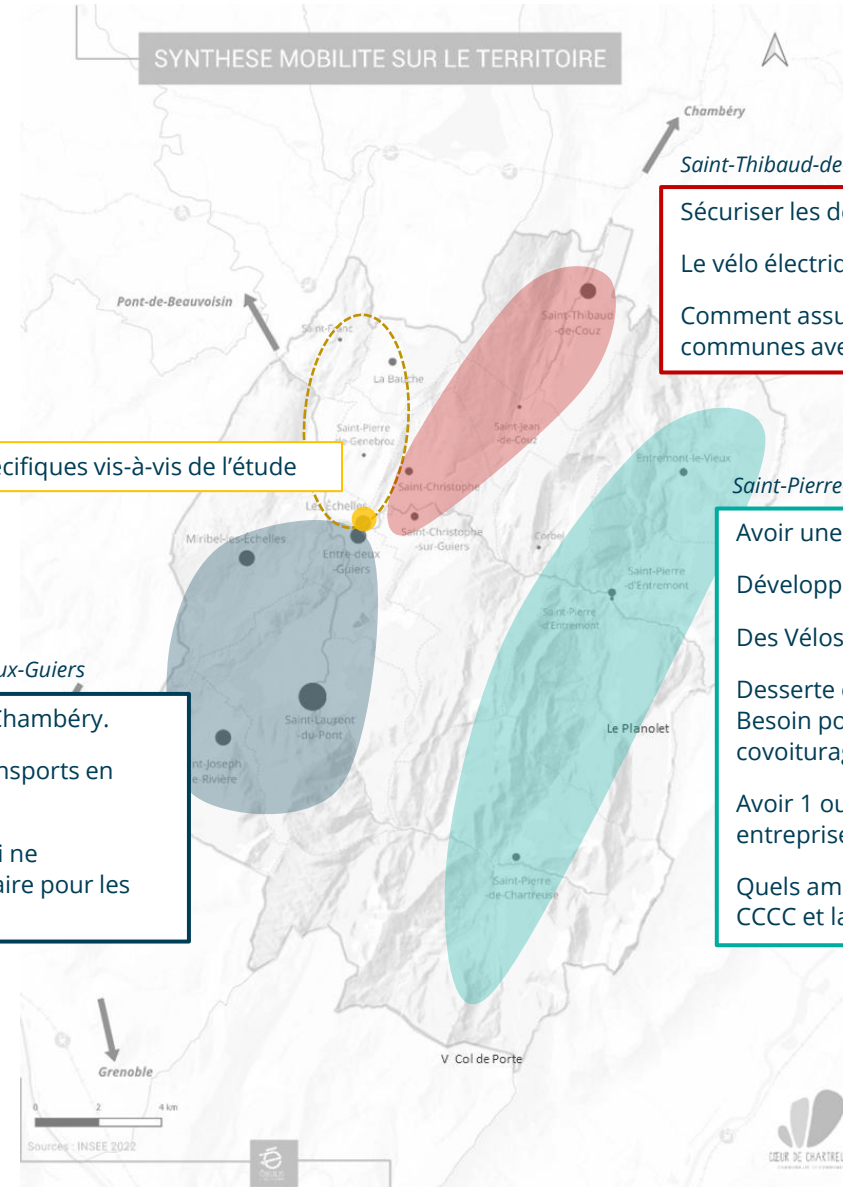 SYNTHESE MOBILITE SUR LE TERRITOIRE
Chambéry
Saint-Thibaud-de
Sécuriser les d
Le vélo électri
Comment assu
communes ave
Pont-de-Beauvoisin
Saint-Franc
La Bauche
Saint-Thibaud
-de-Couz
Saint-Pierre
de Genebroz
Saint-Jean
-de-Couz
écifiques vis-à-vis de l'étude
Saint-Christophe
Entremont-le-Vieux
Les Échelles
Saint-Christophe
-sur-Guiers
Corbel
Miribel-les-Echelles
Entre-deux
-Guiers
Saint-Pierre
-d'Entremont
Saint-Pierre
d'Entremont
Saint-Pierre
Avoir une
Développ
Des Vélos
Desserte
Besoin po
covoiturag
Avoir 1 ou
entreprise
Quels am
CCCC et la
ux-Guiers
Chambéry.
nsports en
i ne
aire pour les
Saint-Laurent
-du-Pont
nt-Joseph
e-Rivière
Le Planolet
Saint-Pierre
-de-Chartreuse
V Col de Porte
Grenoble
0 2 4 km
Sources : INSEE 2022
CŒUR DE CHARTREU